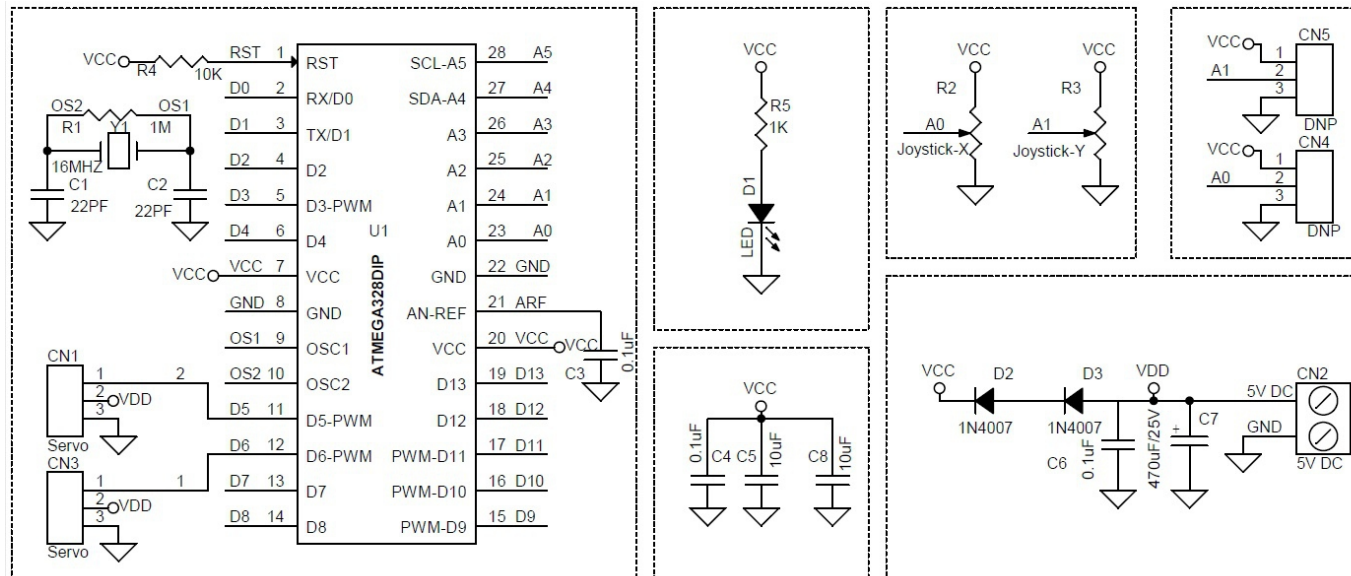 VCC
R4
10K
RST 1
OS2
OS1
R1
Y1
1M
16MHZ
C1
22PF
C2
22PF
D0 2
D1 3
D2 4
D3 5
D4 6
VCC
VCC 7
GND 8
OS1 9
OS2 10
D5 11
D6 12
D7 13
D8 14
RST
RX/D0
TX/D1
D2
D3-PWM
D4
VCC
GND
OSC1
OSC2
D5-PWM
D6-PWM
D7
D8
U1
ATMEGA328DIP
SCL-A5
SDA-A4
A3
A2
A1
A0
GND
AN-REF
VCC
D13
D12
PWM-D11
PWM-D10
PWM-D9
28 A5
27 A4
26 A3
25 A2
24 A1
23 A0
22 GND
21 ARF
20 VCC
VCC
C3
0.1uF
19 D13
18 D12
17 D11
16 D10
15 D9
CN1
1
2
2
VDD
3
Servo
CN3
1
1
2
VDD
3
Servo
VCC
R5
1K
D1
LED
VCC
0.1uF
C4
C5
10uF
C8
10uF
VCC
R2
A0
Joystick-X
VCC
R3
A1
Joystick-Y
CN5
VCC
1
A1
2
3
DNP
CN4
VCC
1
A0
2
3
DNP
VCC
D2
1N4007
D3
1N4007
VDD
C6
0.1uF
470uF/25V
+
C7
CN2
5V DC
GND
5V DC